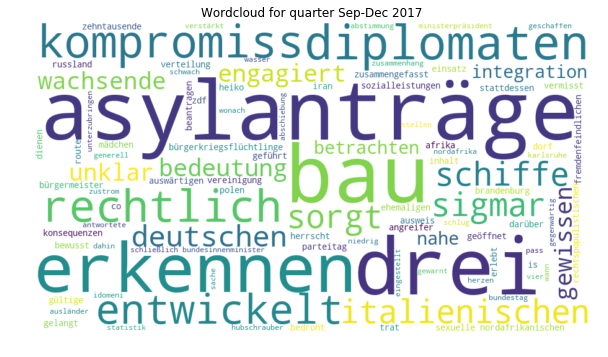 Wordcloud for quarter Sep-Dec 2017
zehntausende
verstärkt
abstimmung
ministerpräsident
geschaffen
kompromiss
diplomaten
russland
verteilung
heiko
wasser
zusammenhang
schwach
zusammengefasst
einsatz
wachsende
engagiert
integration
iran
sozialleistungen
stattdessen
vermisst
zdf
wonach
beantragen
unterzubringen
abschiebung
asylanträge
stellen
dienen
route
mädchen
bürgerkriegsflüchtlinge
betrachten
afrika
nordafrika
dorf
karlsruhe
fremdenfeindlichen
unklar
generell
bedeutung
geführt
bau
inhalt
schiffe
bürgermeister
zustrom
auswärtigen
vereinigung
polen
ehemaligen
brandenburg
rechtlich
sorgt
sigmar
gewissen
rechtspopulistischen
gegenwärtig
co
ausweis
schlug
darüber
konsequenzen
antwortete
deutschen
herrscht
angreifer
nahe
geöffnet
bewusst
dahin
schließlich
bundesinnenminister
parteitag
niedrig
eingestellt
gewarnt
herzen
erlebt
is
pass
vier
wann
erkennen
drei
sache
gültige
idomeni
ausländer
entwickelt
italienischen
bundestag
gelangt
statistik
hubschrauber
bedroht
trat
sexuelle
nordafrikanischen